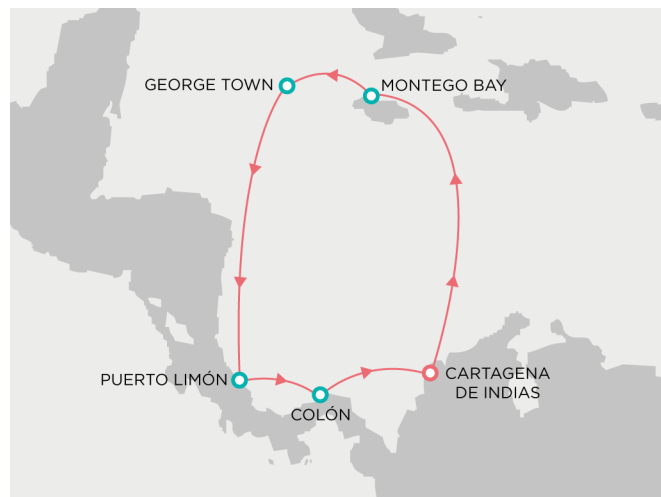 GEORGE TOWN
MONTEGO BAY
PUERTO LIMÓN
COLÓN
CARTAGENA
DE INDIAS